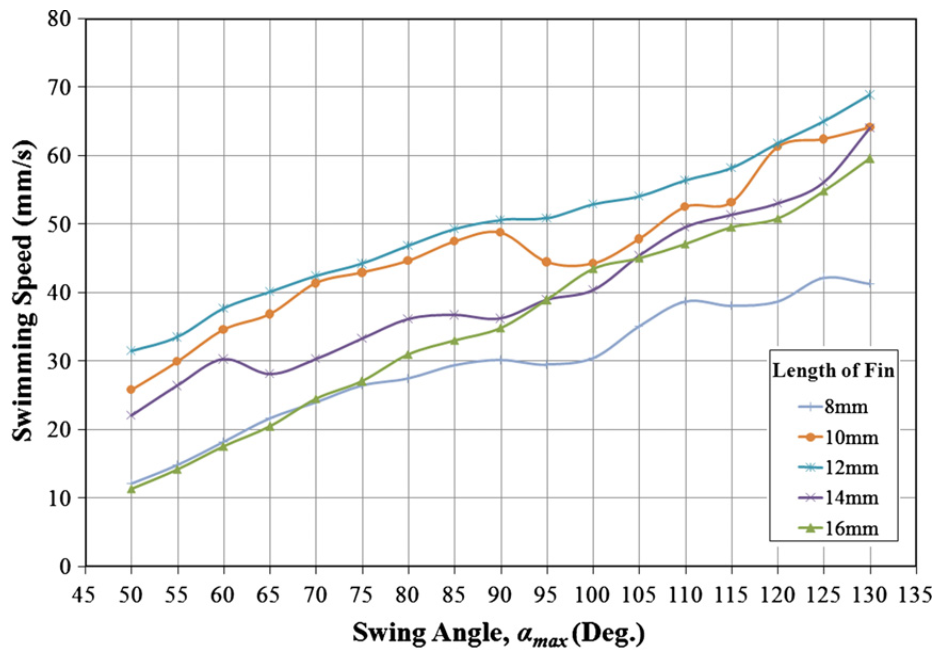 80
70
60
50
40
30
20
10
0
Swimming Speed (mm/s)
45 50 55 60 65 70 75 80 85 90 95 100 105 110 115 120 125 130 135
Swing Angle, αmax (Deg.)
Length of Fin
8mm
10mm
12mm
14mm
16mm